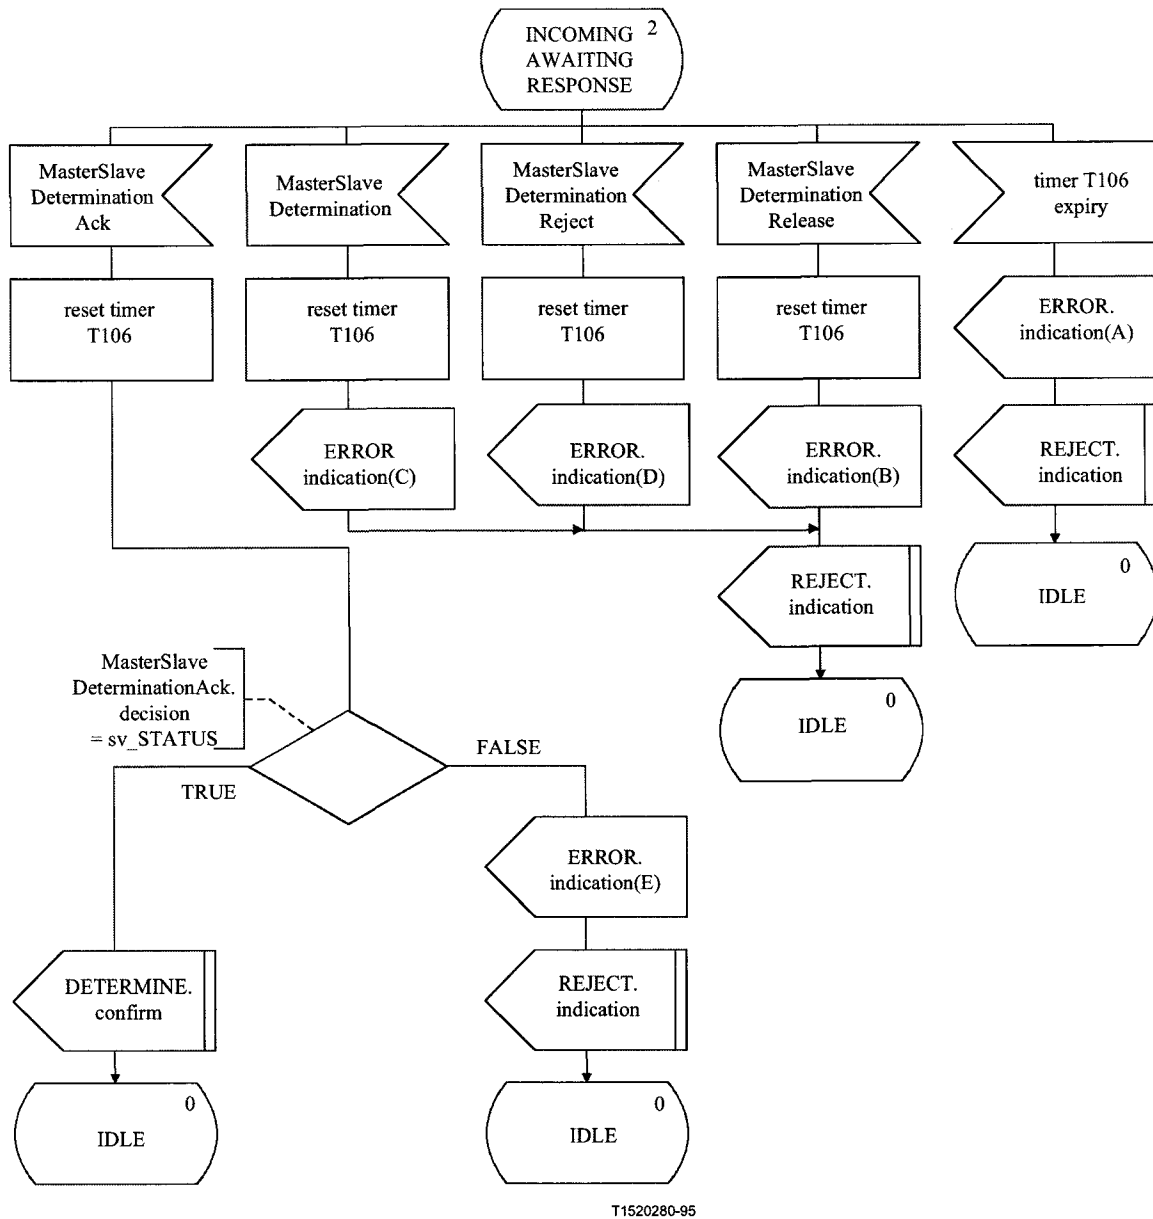 INCOMING 2
AWAITING
RESPONSE
MasterSlave
Determination
Ack
MasterSlave
Determination
MasterSlave
Determination
Reject
MasterSlave
Determination
Release
timer T106
expiry
reset timer
T106
reset timer
T106
reset timer
T106
reset timer
T106
ERROR.
indication(A)
ERROR
indication(C)
ERROR.
indication(D)
ERROR.
indication(B)
REJECT.
indication
REJECT.
indication
0
IDLE
MasterSlave
DeterminationAck.
decision
= sv_STATUS
0
IDLE
FALSE
TRUE
ERROR.
indication(E)
DETERMINE.
confirm
REJECT.
indication
0
IDLE
0
IDLE
T1520280-95